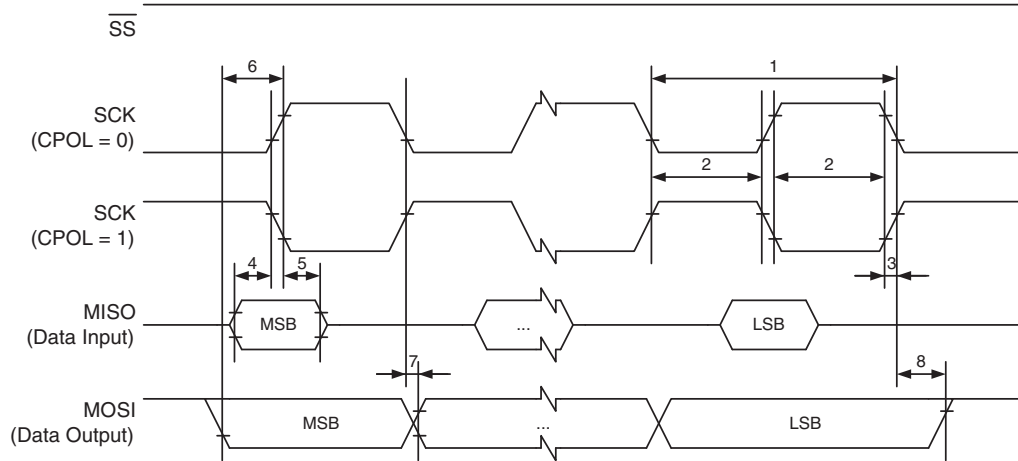 SS
6
1
SCK
(CPOL = 0)
2
2
SCK
(CPOL = 1)
4
5
3
MISO
(Data Input)
MSB
...
LSB
7
8
MOSI
(Data Output)
MSB
...
LSB